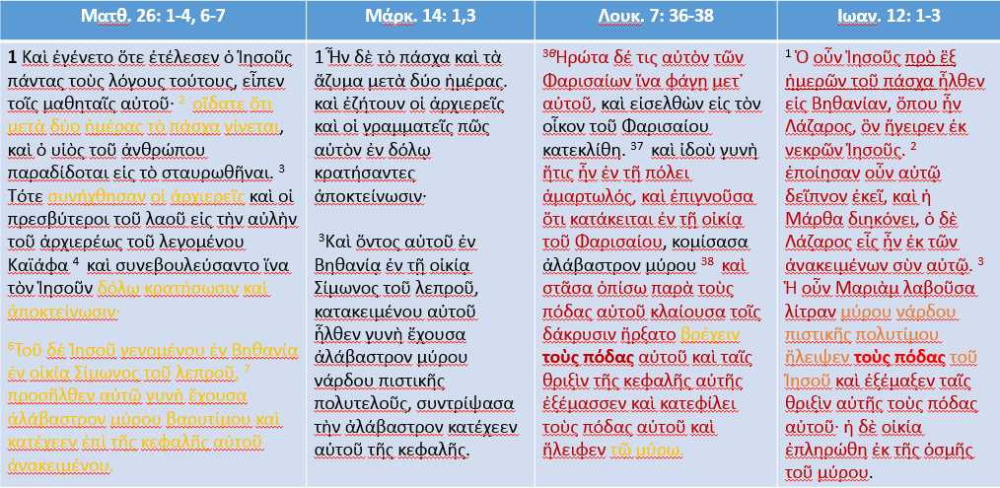 Ματθ. 26: 1-4, 6-7
1 Καὶ ἐγένετο ὅτε ἐτέλεσεν ὁ Ἰησοῦς
πάντας τοὺς λόγους τούτους, εἶπεν
τοῖς μαθηταῖς αὐτοῦ· 2 οἴδατε ὅτι
μετὰ δύο ἡμέρας τὸ πάσχα γίνεται,
καὶ ὁ υἱὸς τοῦ ἀνθρώπου
παραδίδοται εἰς τὸ σταυρωθῆναι. 3
Τότε συνήχθησαν οἱ ἀρχιερεῖς καὶ οἱ
πρεσβύτεροι τοῦ λαοῦ εἰς τὴν αὐλὴν
τοῦ ἀρχιερέως τοῦ λεγομένου
Καϊάφα 4 καὶ συνεβουλεύσαντο ἵνα
τὸν Ἰησοῦν δόλῳ κρατήσωσιν καὶ
ἀποκτείνωσιν·
6Τοῦ δὲ Ἰησοῦ γενομένου ἐν Βηθανίᾳ
ἐν οἰκίᾳ Σίμωνος τοῦ λεπροῦ, 7
προσῆλθεν αὐτῷ γυνὴ ἔχουσα
ἀλάβαστρον μύρου βαρυτίμου καὶ
κατέχεεν ἐπὶ τῆς κεφαλῆς αὐτοῦ
ἀνακειμένου.
Μάρκ. 14: 1,3
1 Ἦν δὲ τὸ πάσχα καὶ τὰ
ἄζυμα μετὰ δύο ἡμέρας.
καὶ ἐζήτουν οἱ ἀρχιερεῖς
καὶ οἱ γραμματεῖς πῶς
αὐτὸν ἐν δόλῳ
κρατήσαντες
ἀποκτείνωσιν·
3Καὶ ὄντος αὐτοῦ ἐν
Βηθανίᾳ ἐν τῇ οἰκίᾳ
Σίμωνος τοῦ λεπροῦ,
κατακειμένου αὐτοῦ
ἦλθεν γυνὴ ἔχουσα
ἀλάβαστρον μύρου
νάρδου πιστικῆς
πολυτελοῦς, συντρίψασα
τὴν ἀλάβαστρον κατέχεεν
αὐτοῦ τῆς κεφαλῆς.
Λουκ. 7: 36-38
36Ἠρώτα δέ τις αὐτὸν τῶν
Φαρισαίων ἵνα φάγῃ μετ᾽
αὐτοῦ, καὶ εἰσελθὼν εἰς τὸν
οἶκον τοῦ Φαρισαίου
κατεκλίθη. 37 καὶ ἰδοὺ γυνὴ
ἥτις ἦν ἐν τῇ πόλει
ἁμαρτωλός, καὶ ἐπιγνοῦσα
ὅτι κατάκειται ἐν τῇ οἰκίᾳ
τοῦ Φαρισαίου, κομίσασα
ἀλάβαστρον μύρου 38 καὶ
στᾶσα ὀπίσω παρὰ τοὺς
πόδας αὐτοῦ κλαίουσα τοῖς
δάκρυσιν ἤρξατο βρέχειν
τοὺς πόδας αὐτοῦ καὶ ταῖς
θριξὶν τῆς κεφαλῆς αὐτῆς
ἐξέμασσεν καὶ κατεφίλει
τοὺς πόδας αὐτοῦ καὶ
ἤλειφεν τῷ μύρῳ.
Ιωαν. 12: 1-3
1 Ὁ οὖν Ἰησοῦς πρὸ ἓξ
ἡμερῶν τοῦ πάσχα ἦλθεν
εἰς Βηθανίαν, ὅπου ἦν
Λάζαρος, ὃν ἤγειρεν ἐκ
νεκρῶν Ἰησοῦς. 2
ἐποίησαν οὖν αὐτῷ
δεῖπνον ἐκεῖ, καὶ ἡ
Μάρθα διηκόνει, ὁ δὲ
Λάζαρος εἷς ἦν ἐκ τῶν
ἀνακειμένων σὺν αὐτῷ. 3
Ἡ οὖν Μαριὰμ λαβοῦσα
λίτραν μύρου νάρδου
πιστικῆς πολυτίμου
ἤλειψεν τοὺς πόδας τοῦ
Ἰησοῦ καὶ ἐξέμαξεν ταῖς
θριξὶν αὐτῆς τοὺς πόδας
αὐτοῦ· ἡ δὲ οἰκία
ἐπληρώθη ἐκ τῆς ὀσμῆς
τοῦ μύρου.